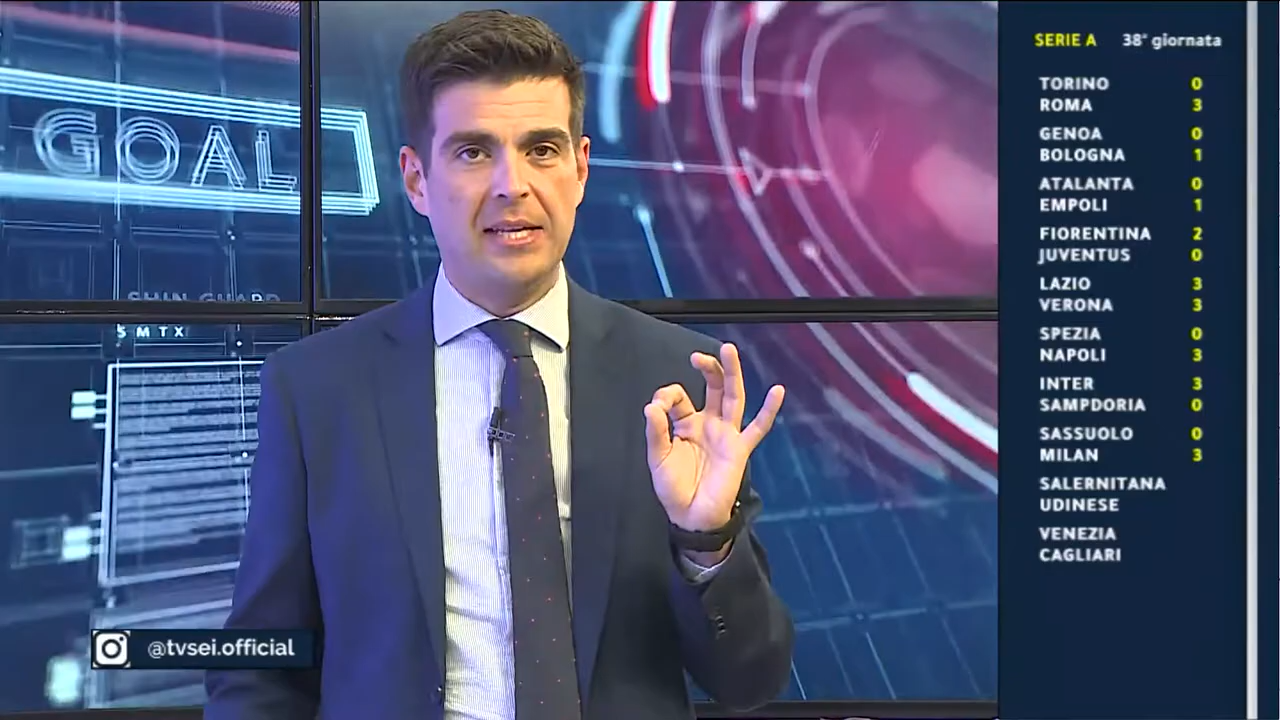 GOAL
SHIN GUARD
SMTX
@tvsei.official
SERIE A 38ª giornata
TORINO 0
ROMA 3
GENOA 0
BOLOGNA 1
ATALANTA 0
EMPOLI 1
FIORENTINA 2
JUVENTUS 0
LAZIO 3
VERONA 3
SPEZIA 0
NAPOLI 3
INTER 3
SAMPDORIA 0
SASSUOLO 0
MILAN 3
SALERNITANA
UDINESE
VENEZIA
CAGLIARI